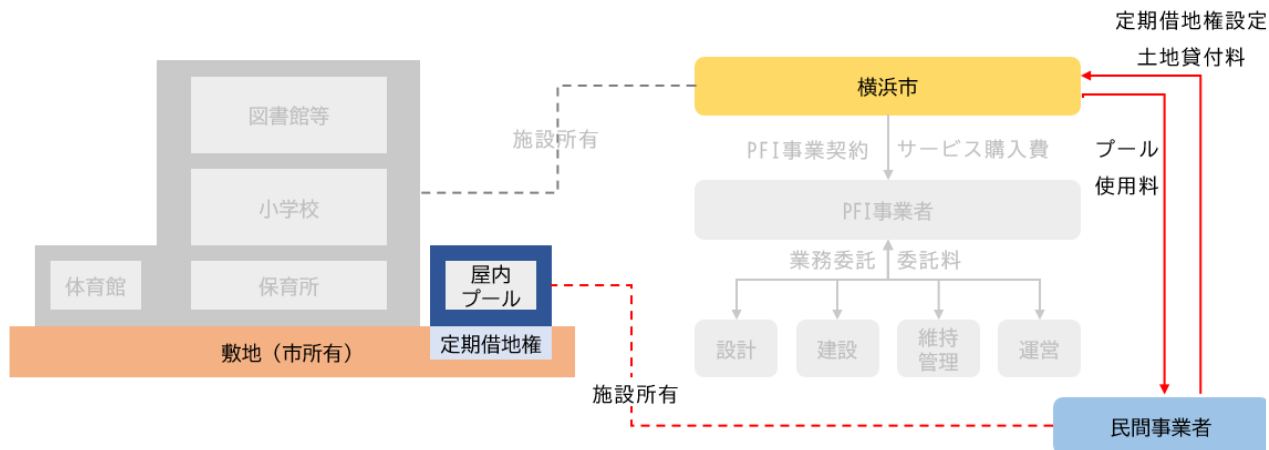 定期借地権設定
土地貸付料
横浜市
図書館等
施設所有
PFI事業契約
サービス購入費
プール
使用料
小学校
PFI事業者
業務委託
委託料
体育館
保育所
屋内
プール
設計
建設
維持
管理
運営
敷地（市所有）
定期借地権
施設所有
民間事業者